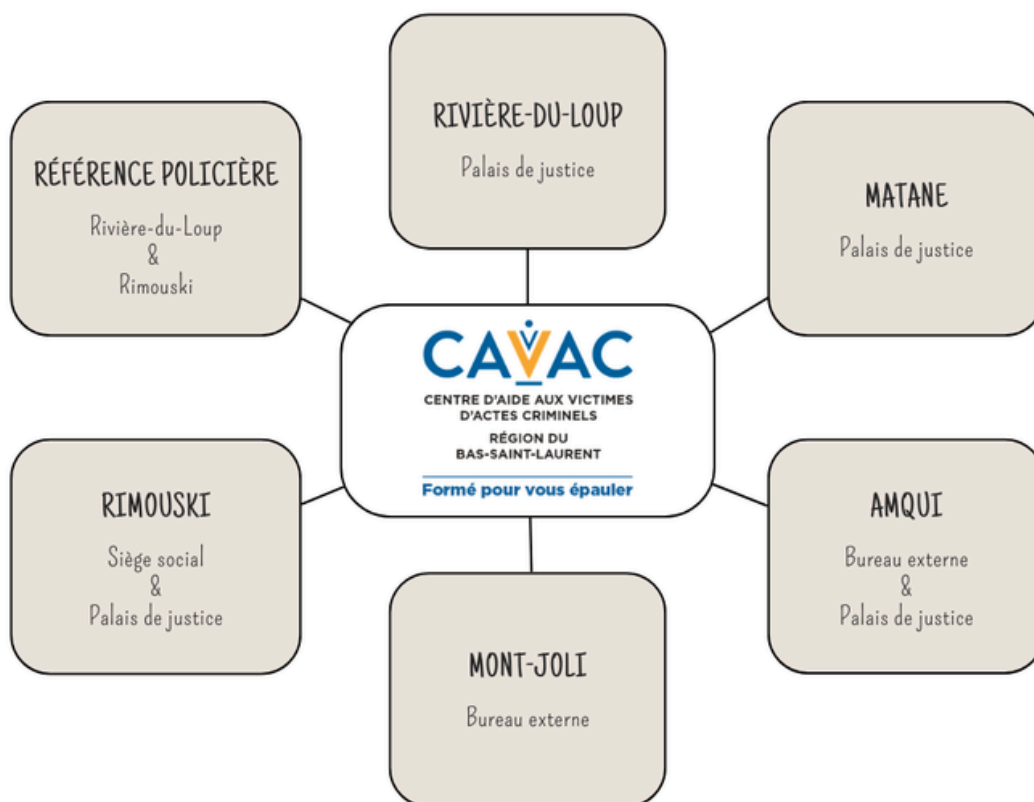 RIVIÈRE-DU-LOUP
Palais de justice
RÉFÉRENCE POLICIÈRE
Rivière-du-Loup
&
Rimouski
MATANE
Palais de justice
CAVAC
CENTRE D'AIDE AUX VICTIMES
D'ACTES CRIMINELS
RÉGION DU
BAS-SAINT-LAURENT
Formé pour vous épauler
RIMOUSKI
Siège social
&
Palais de justice
AMQUI
Bureau externe
&
Palais de justice
MONT-JOLI
Bureau externe